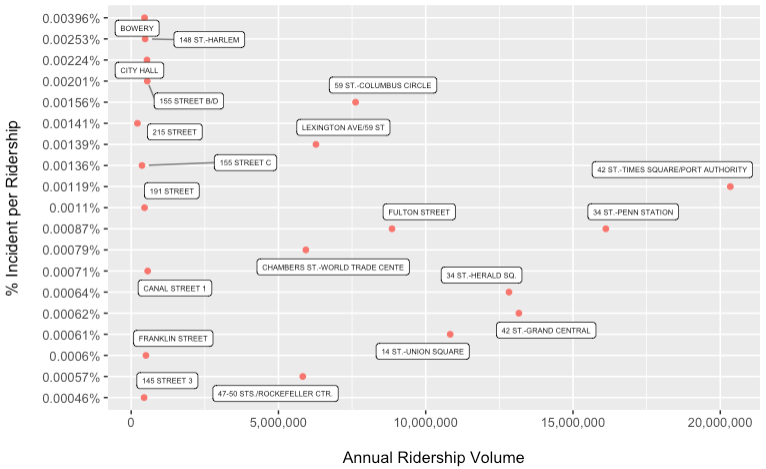 0.00396%
BOWERY
0.00253%
148 ST.-HARLEM
0.00224%
CITY HALL
0.00201%
59 ST.-COLUMBUS CIRCLE
0.00156%
155 STREET B/D
0.00141%
215 STREET
LEXINGTON AVE/59 ST
0.00139%
155 STREET C
0.00136%
42 ST.-TIMES SQUARE/PORT AUTHORITY
0.00119%
191 STREET
0.0011%
FULTON STREET
34 ST.-PENN STATION
0.00087%
0.00079%
CHAMBERS ST.-WORLD TRADE CENTE
0.00071%
34 ST.-HERALD SQ.
CANAL STREET 1
0.00064%
0.00062%
42 ST.-GRAND CENTRAL
0.00061%
FRANKLIN STREET
14 ST.-UNION SQUARE
0.0006%
0.00057%
145 STREET 3
47-50 STS./ROCKEFELLER CTR.
0.00046%
% Incident per Ridership
0
5,000,000
10,000,000
15,000,000
20,000,000
Annual Ridership Volume